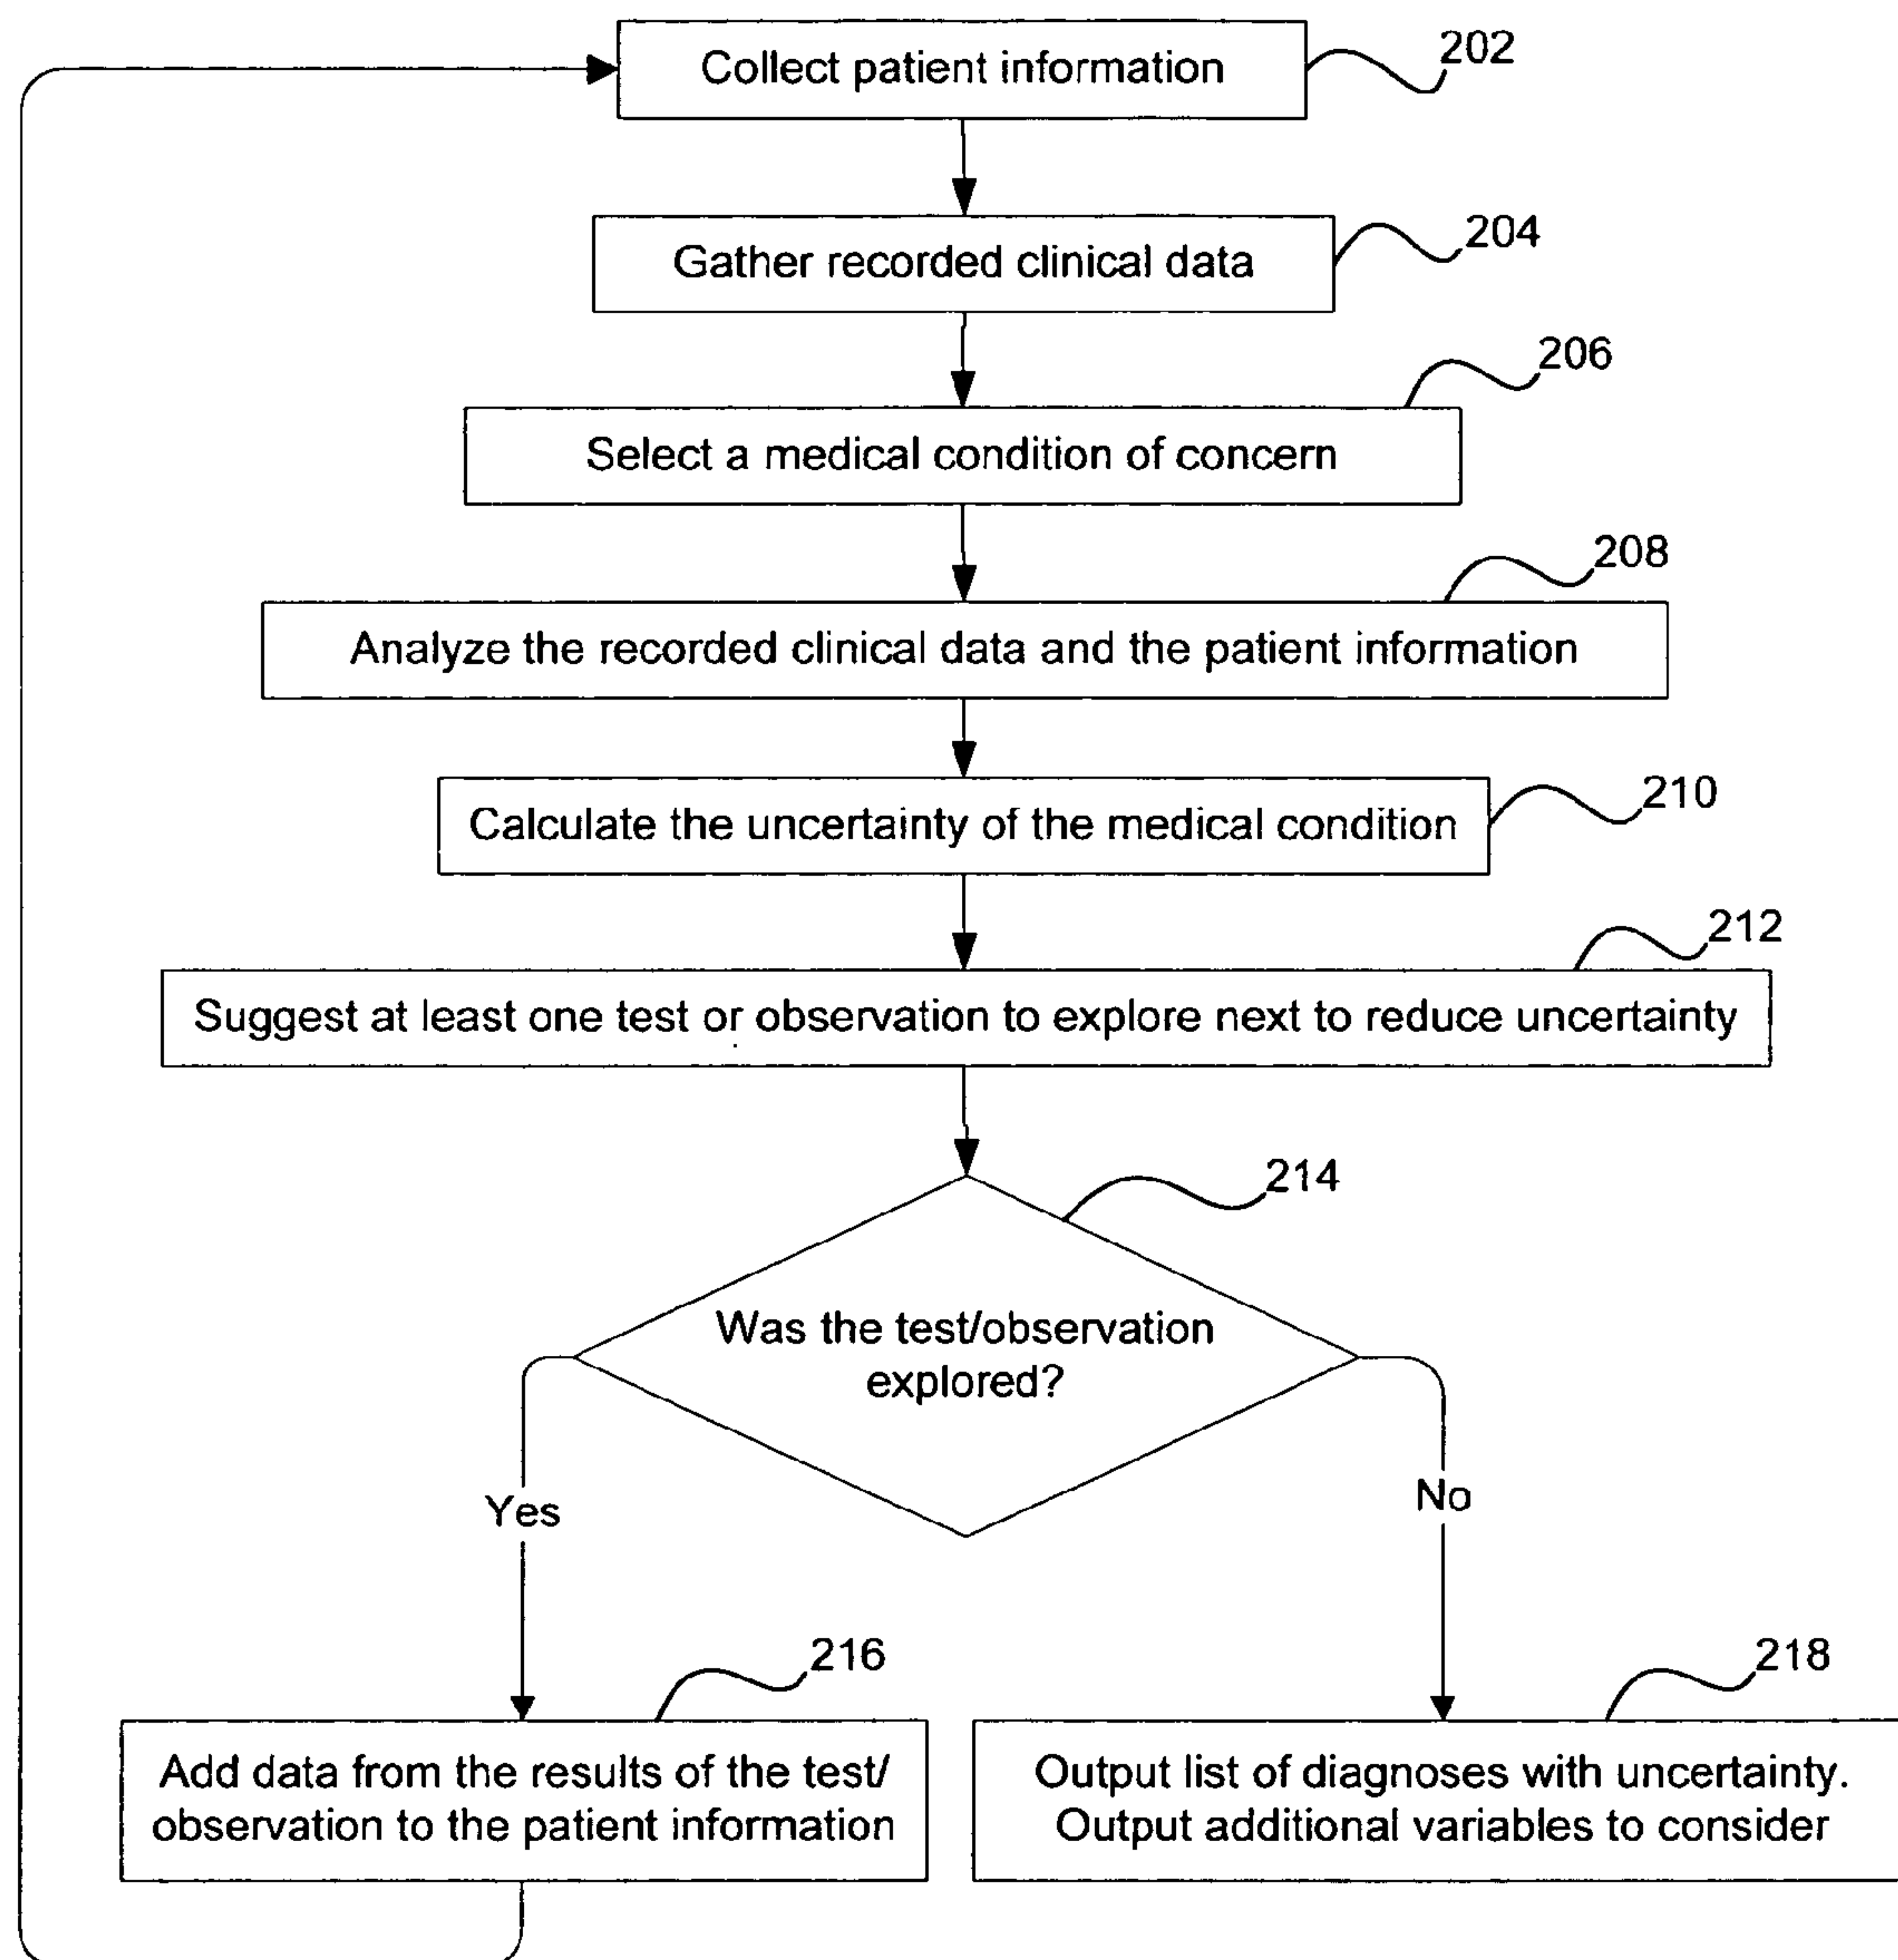 Collect patient information
202
Gather recorded clinical data
204
206
Select a medical condition of concern
208
Analyze the recorded clinical data and the patient information
210
Calculate the uncertainty of the medical condition
212
Suggest at least one test or observation to explore next to reduce uncertainty
214
Was the test/observation
explored?
Yes
No
216
218
Add data from the results of the test/
observation to the patient information
Output list of diagnoses with uncertainty.
Output additional variables to consider